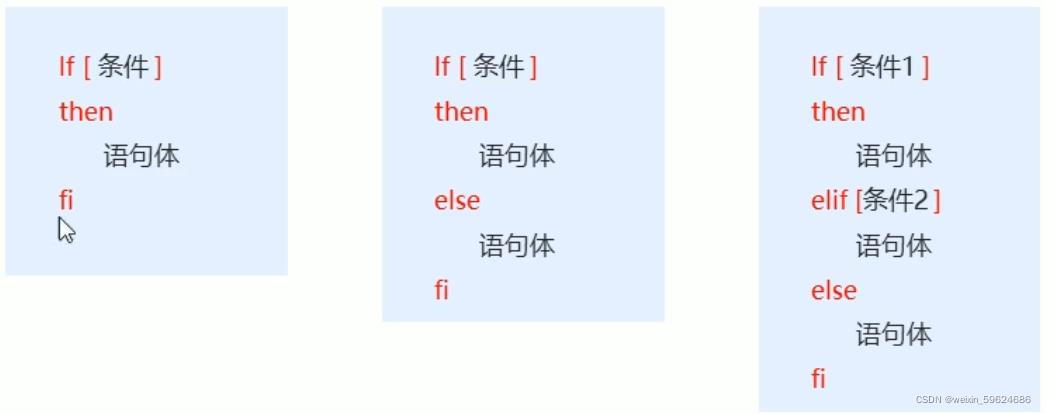 If [ 条件 ]
then
语句体
fi
If [ 条件 ]
then
语句体
else
语句体
fi
If [ 条件1 ]
then
语句体
elif [条件2 ]
语句体
else
语句体
fi
CSDN @weixin_59624686